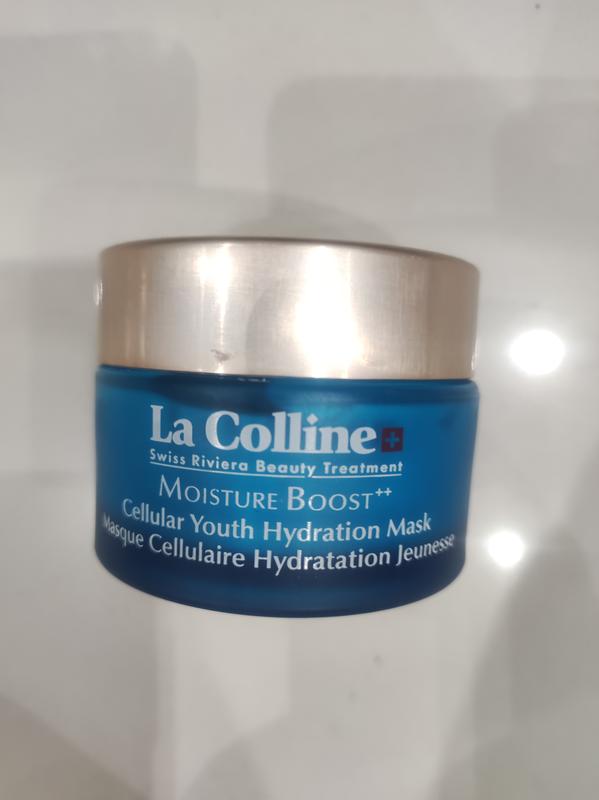 La Colline
Swiss Riviera Beauty Treatment
MOISTURE BOOST++
Cellular Youth Hydration Mask
Masque Cellulaire Hydratation Jeunesse